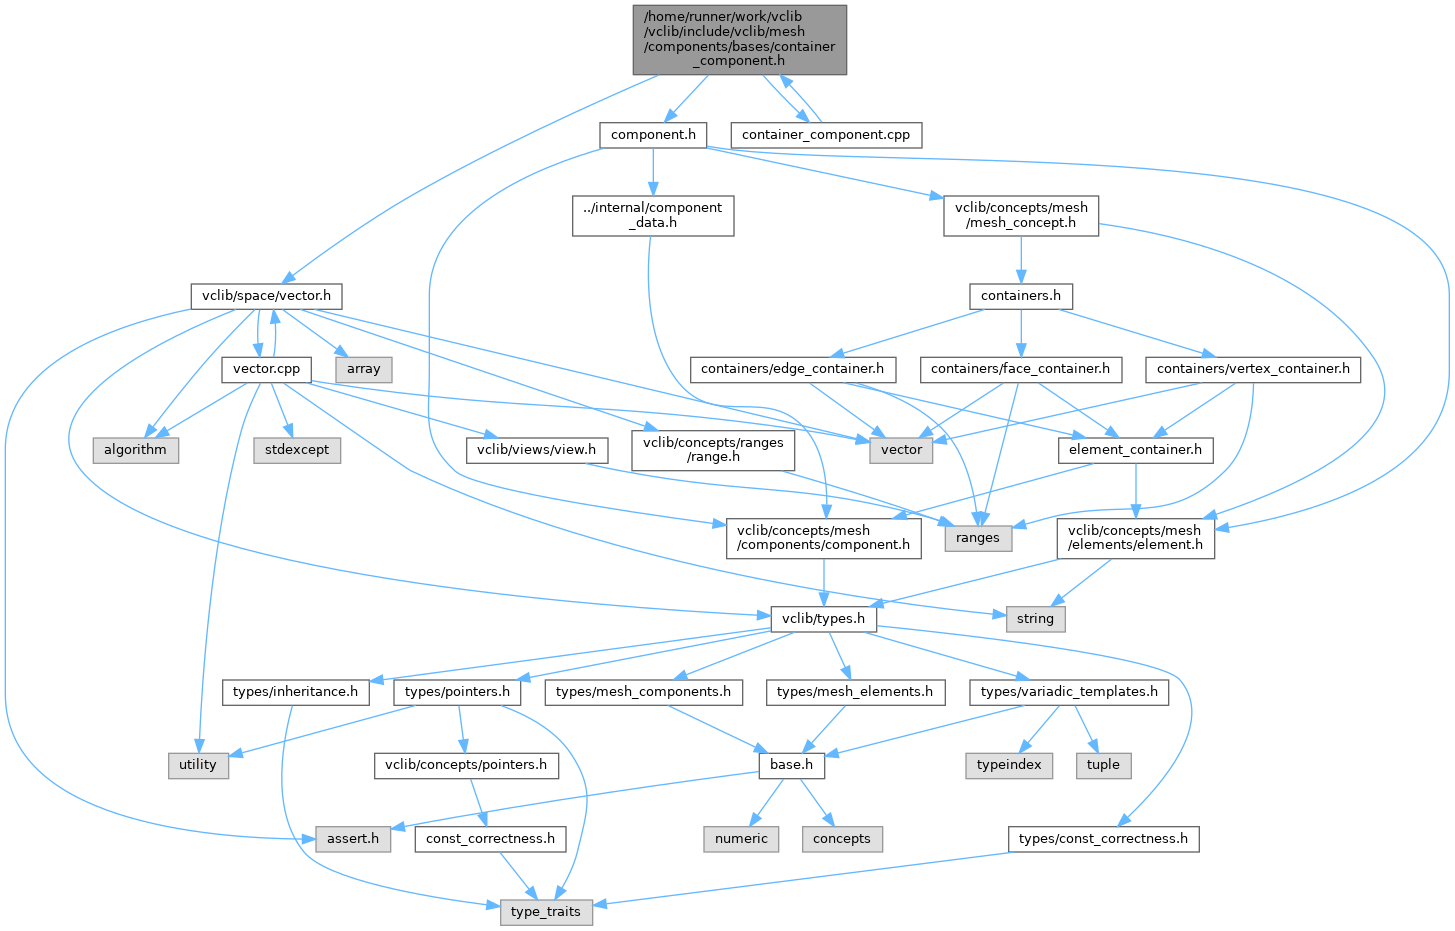 /home/runner/work/vclib
/vclib/include/vclib/mesh
/components/bases/container
_component.h
component.h
container_component.cpp
../internal/component
_data.h
vclib/concepts/mesh
/mesh_concept.h
vclib/space/vector.h
containers.h
vector.cpp
array
containers/edge_container.h
containers/face_container.h
containers/vertex_container.h
algorithm
stdexcept
vclib/views/view.h
vclib/concepts/ranges
/range.h
vector
element_container.h
vclib/concepts/mesh
/components/component.h
ranges
vclib/concepts/mesh
/elements/element.h
vclib/types.h
string
types/inheritance.h
types/pointers.h
types/mesh_components.h
types/mesh_elements.h
types/variadic_templates.h
utility
vclib/concepts/pointers.h
base.h
typeindex
tuple
assert.h
const_correctness.h
numeric
concepts
types/const_correctness.h
type_traits